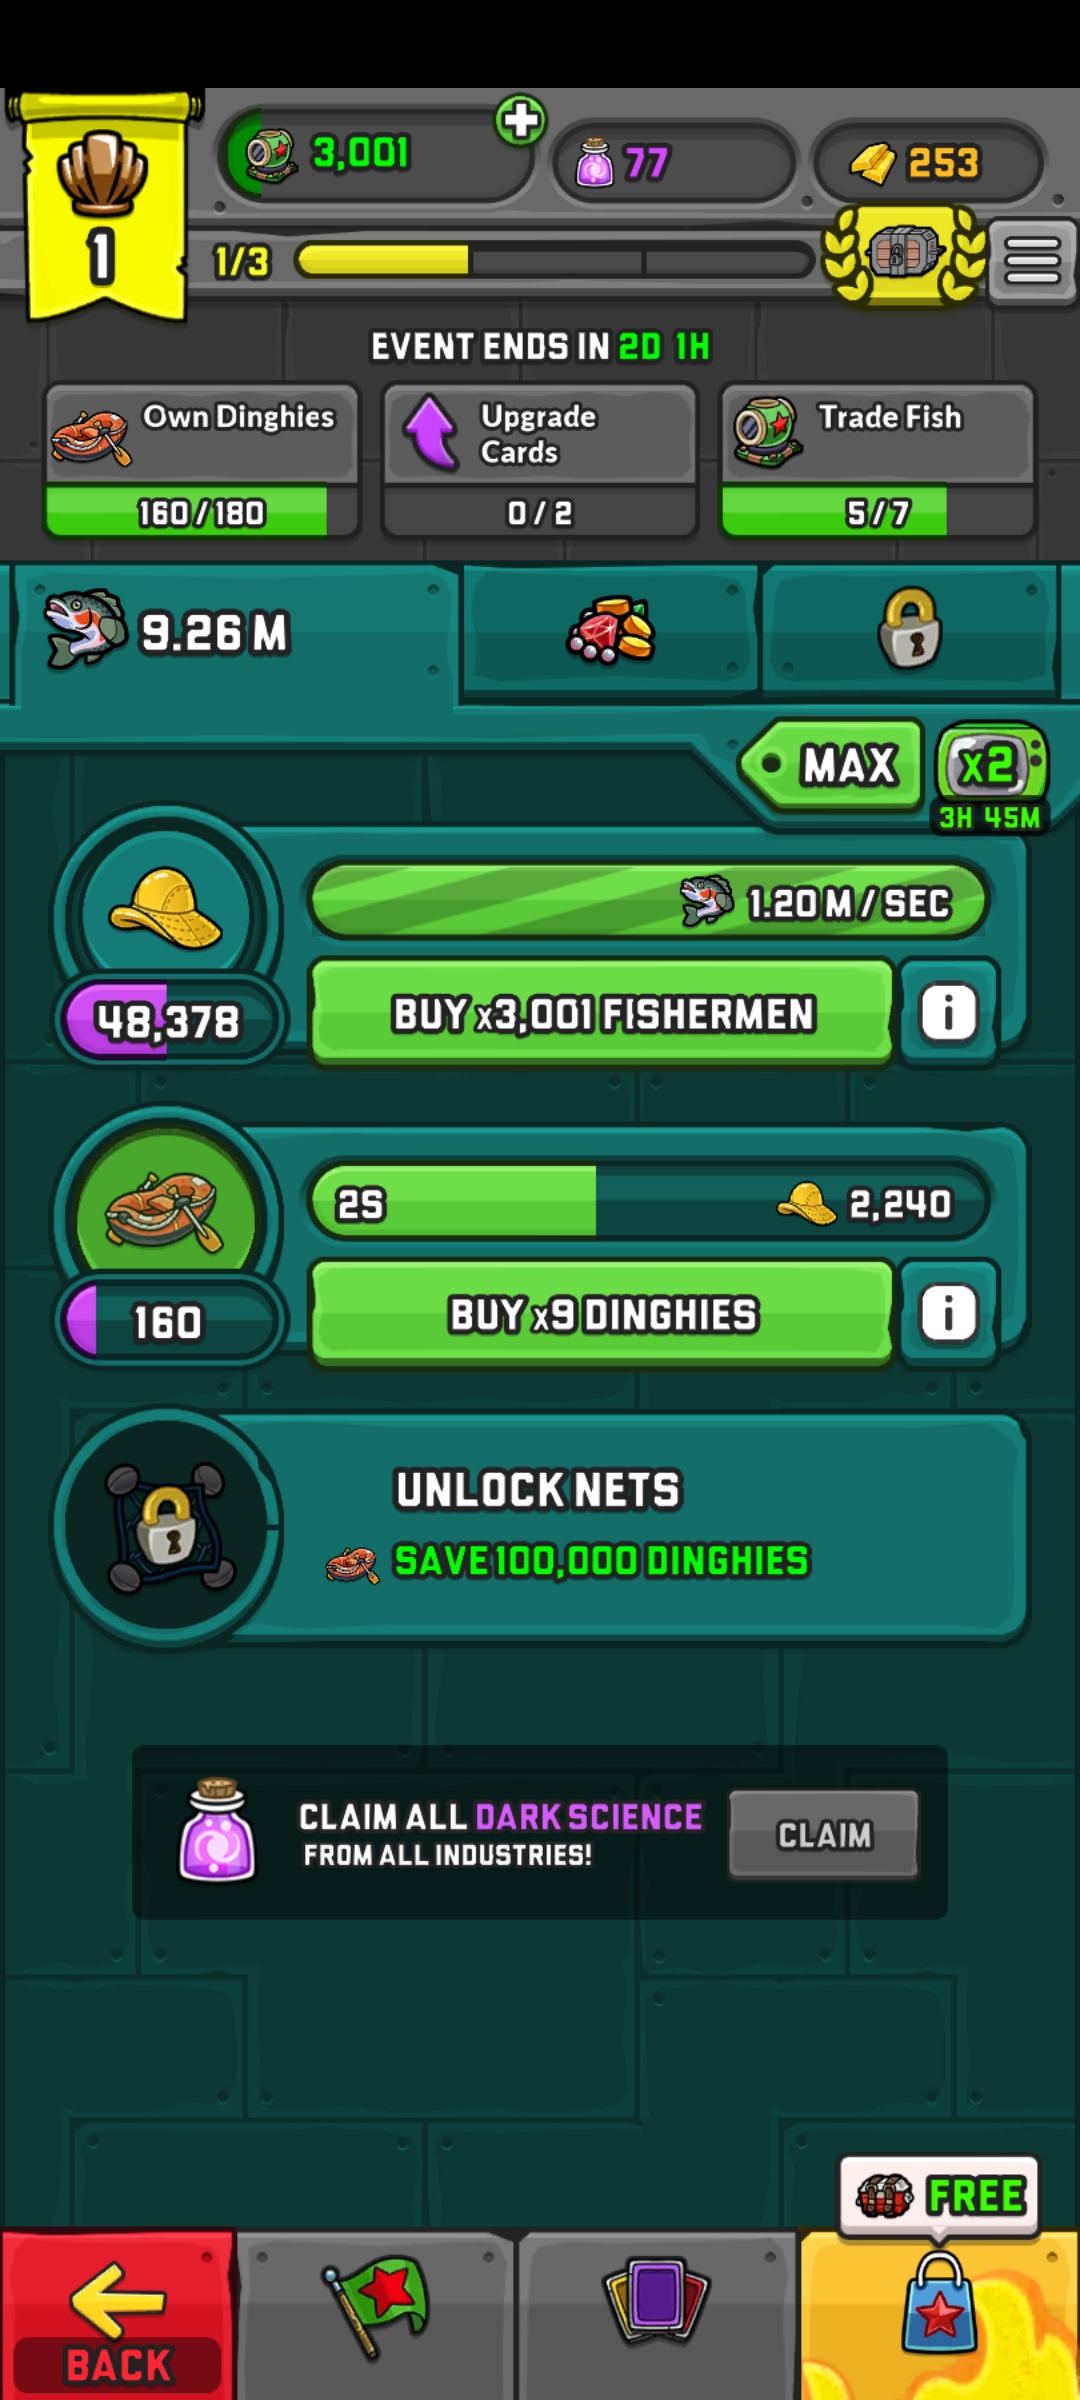 3,001
77
253
1
1/3
EVENT ENDS IN 2D 1H
Own Dinghies
160/180
Upgrade
Cards
0/2
Trade Fish
5/7
9.26 M
MAX
x2
3H 45M
1.20 M / SEC
48,378
BUY x3,001 FISHERMEN
i
2S
2,240
160
BUY x9 DINGHIES
i
UNLOCK NETS
SAVE 100,000 DINGHIES
CLAIM ALL DARK SCIENCE
FROM ALL INDUSTRIES!
CLAIM
FREE
BACK